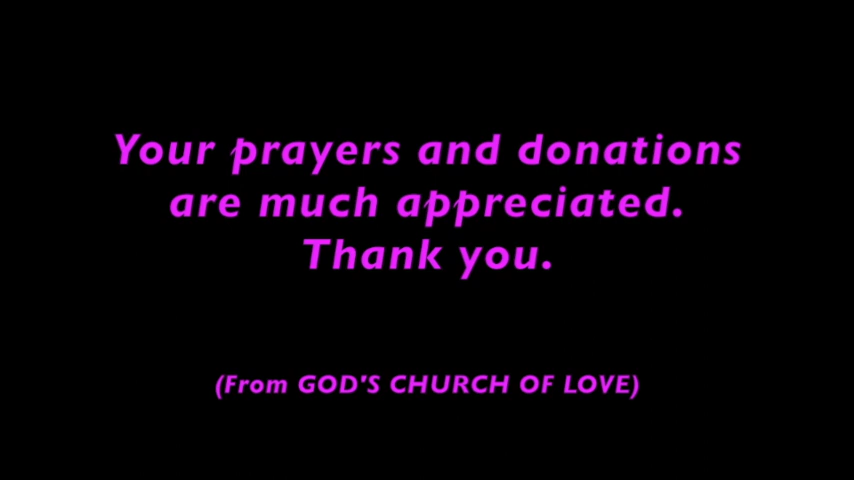 Your prayers and donations
are much appreciated.
Thank you.
(From GOD'S CHURCH OF LOVE)